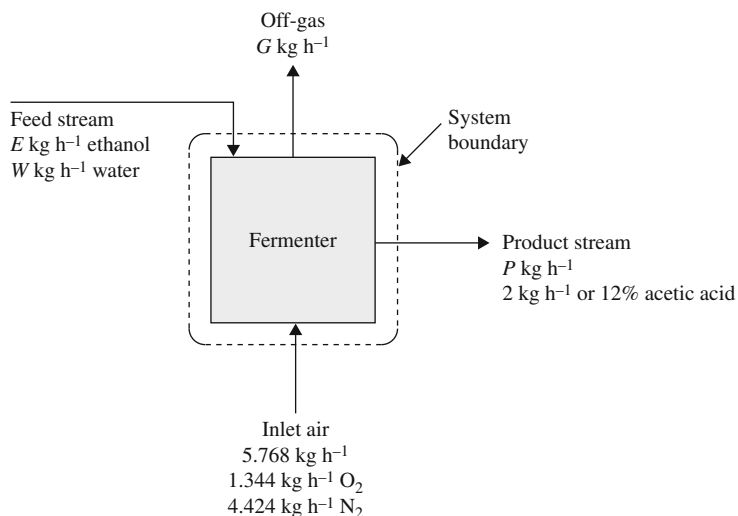 Off-gas
G kg h⁻¹
Feed stream
E kg h⁻¹ ethanol
W kg h⁻¹ water
System
boundary
Fermenter
Product stream
P kg h⁻¹
2 kg h⁻¹ or 12% acetic acid
Inlet air
5.768 kg h⁻¹
1.344 kg h⁻¹ O₂
4.424 kg h⁻¹ N₂